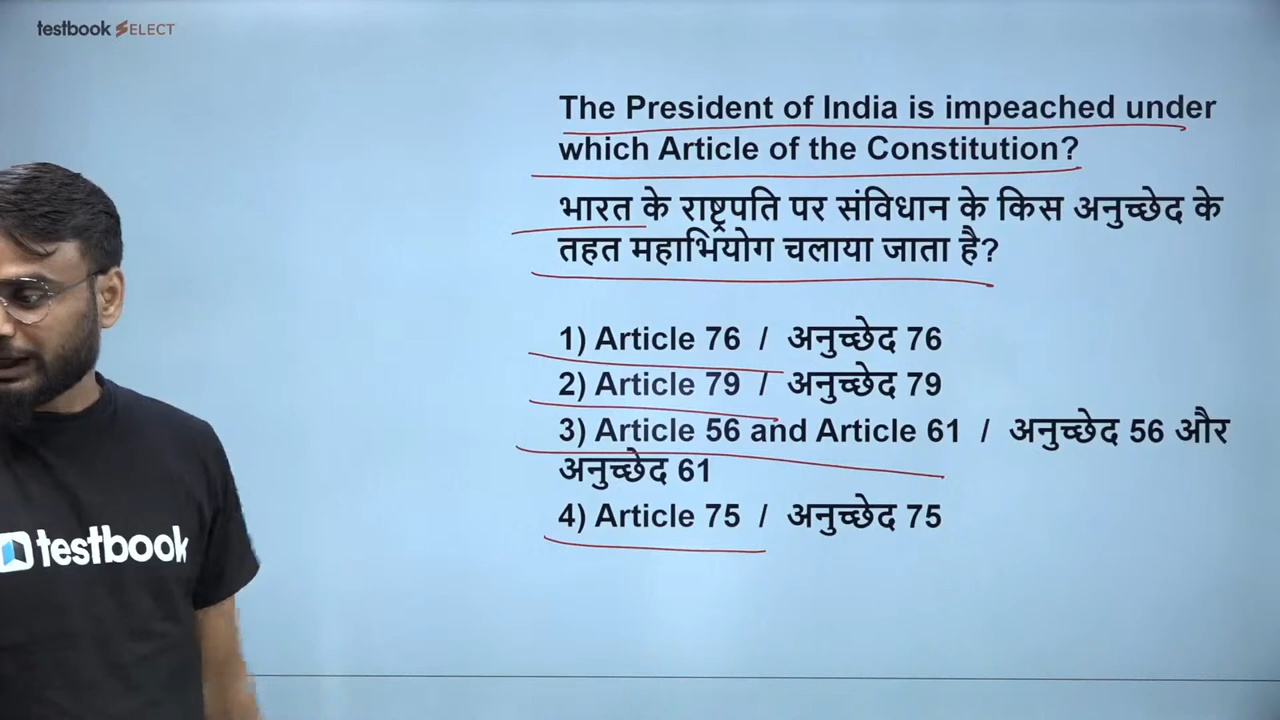 testbook SELECT
The President of India is impeached under
which Article of the Constitution?
भारत के राष्ट्रपति पर संविधान के किस अनुच्छेद के
तहत महाभियोग चलाया जाता है?
1) Article 76 / अनुच्छेद 76
2) Article 79 / अनुच्छेद 79
3) Article 56 and Article 61 / अनुच्छेद 56 और
अनुच्छेद 61
4) Article 75 / अनुच्छेद 75
testbook